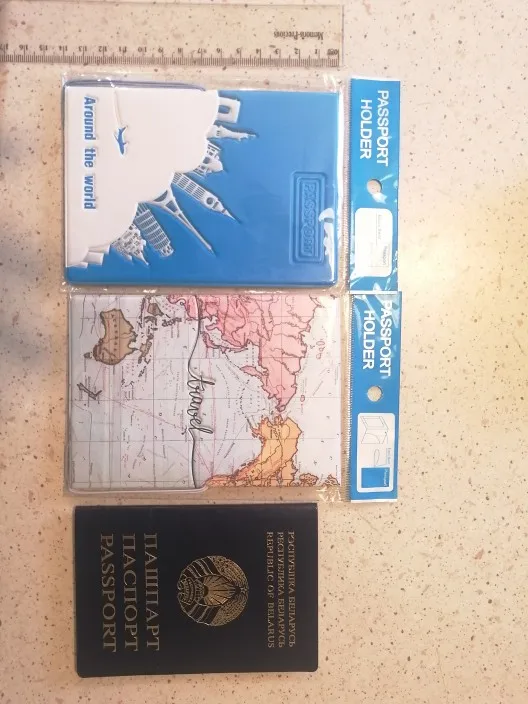 PASSPORT
HOLDER
PASSPORT
Around the world
PASSPORT
HOLDER
travel
РЭСПУБЛІКА БЕЛАРУСЬ
РЕСПУБЛИКА БЕЛАРУСЬ
REPUBLIC OF BELARUS
ПАШПАРТ
ПАСПОРТ
PASSPORT